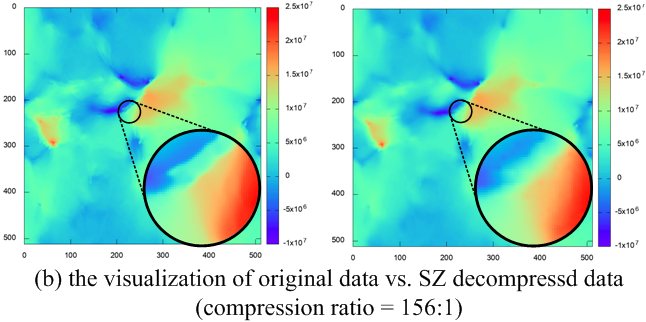 0
100
200
300
400
500
0 100 200 300 400 500
2.5x10^7
2x10^7
1.5x10^7
1x10^7
5x10^6
0
-5x10^6
-1x10^7
0
100
200
300
400
500
0 100 200 300 400 500
2.5x10^7
2x10^7
1.5x10^7
1x10^7
5x10^6
0
-5x10^6
-1x10^7
(b) the visualization of original data vs. SZ decompressd data
(compression ratio = 156:1)